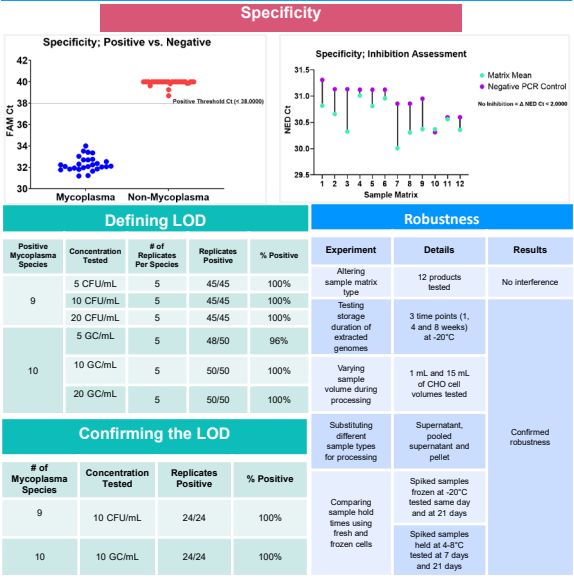 Specificity
Specificity; Positive vs. Negative
42
40
38
36
34
32
30
FAM Ct
Positive Threshold Ct (< 38.0000)
Mycoplasma
Non-Mycoplasma
Specificity; Inhibition Assessment
31.5
30.9
30.5
30.0
29.5
NED Ct
1 2 3 4 5 6 7 8 9 10 11 12
Sample Matrix
Matrix Mean
Negative PCR Control
No Inihibition = Δ NED Ct < 2.0000
Defining LOD
Positive Mycoplasma Species
Concentration Tested
# of Replicates Per Species
Replicates Positive
% Positive
9
5 CFU/mL 5 45/45 100%
10 CFU/mL 5 45/45 100%
20 CFU/mL 5 45/45 100%
10
5 GC/mL 5 48/50 96%
10 GC/mL 5 50/50 100%
20 GC/mL 5 50/50 100%
Confirming the LOD
# of Mycoplasma Species
Concentration Tested
Replicates Positive
% Positive
9 10 CFU/mL 24/24 100%
10 10 GC/mL 24/24 100%
Robustness
Experiment Details Results
Altering
sample matrix
type
12 products
tested
No interference
Testing
storage
duration of
extracted
genomes
3 time points (1,
4 and 8 weeks)
at -20°C
Varying
sample
volume during
processing
1 mL and 15 mL
of CHO cell
volumes tested
Substituting
different
sample types
for processing
Supernatant,
pooled
supernatant and
pellet
Confirmed
robustness
Comparing
sample hold
times using
fresh and
frozen cells
Spiked samples
frozen at -20°C
tested same day
and at 21 days
Spiked samples
held at 4-8°C
tested at 7 days
and 21 days